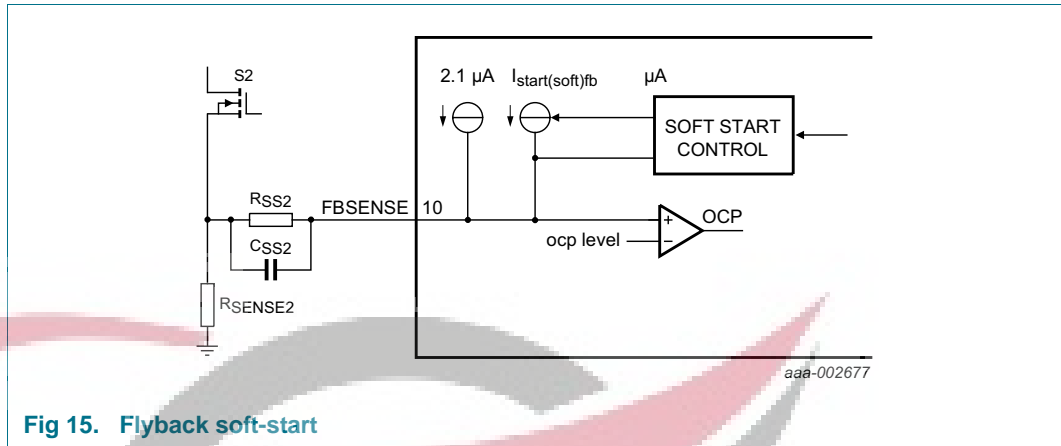 S2
2.1 µA
Istart(soft)fb
µA
SOFT START
CONTROL
RSS2
FBSENSE
10
CSS2
+
OCP
ocp level
−
RSENSE2
aaa-002677
Fig 15. Flyback soft-start